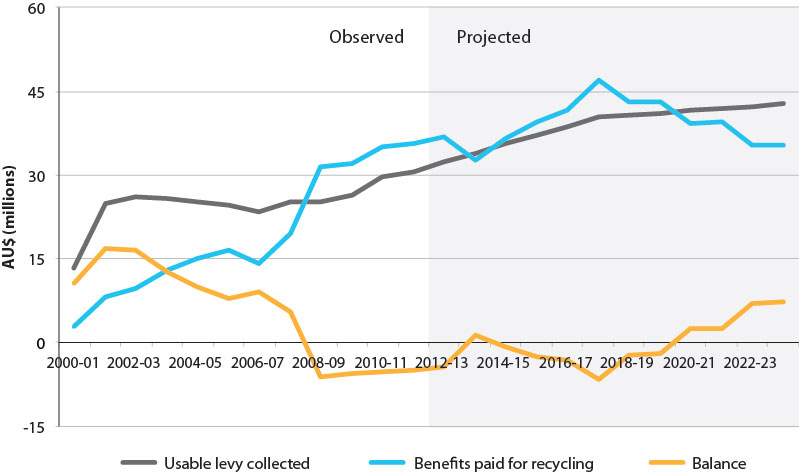 60
Observed
Projected
45
30
15
0
-15
AU$ (millions)
2000-01 2002-03 2004-05 2006-07 2008-09 2010-11 2012-13 2014-15 2016-17 2018-19 2020-21 2022-23
Usable levy collected
Benefits paid for recycling
Balance